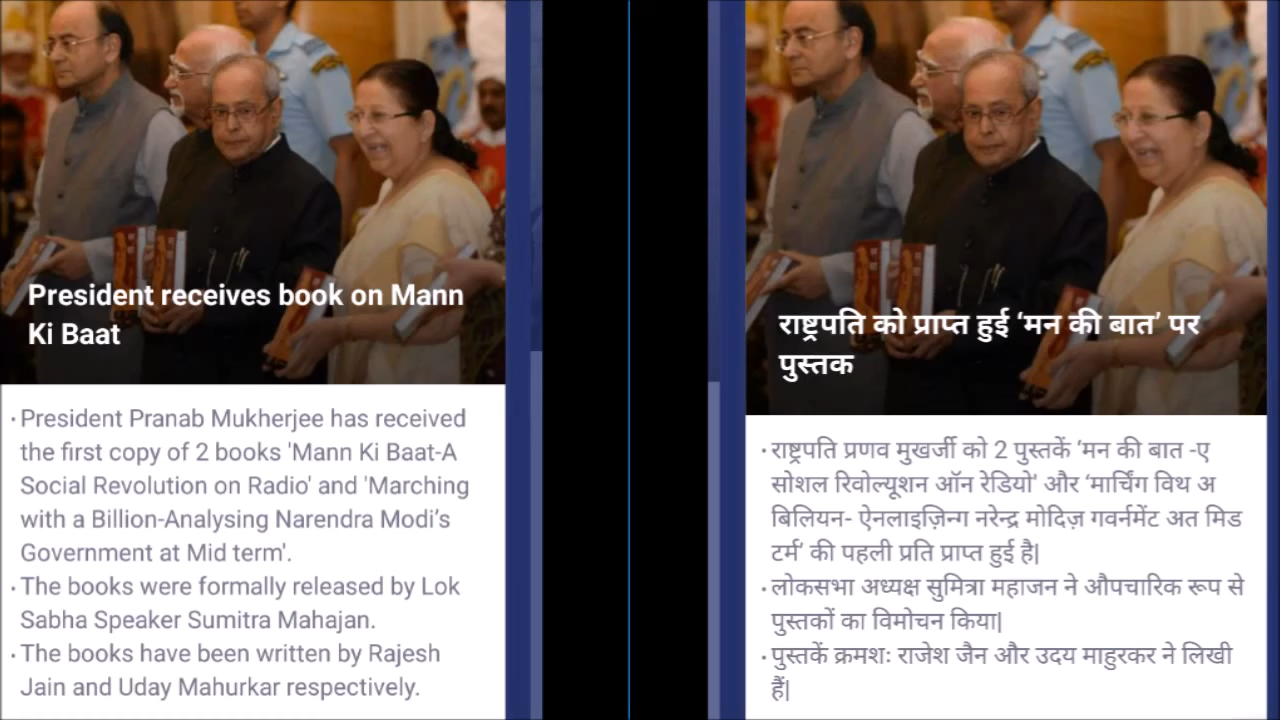 President receives book on Mann
Ki Baat
· President Pranab Mukherjee has received
the first copy of 2 books 'Mann Ki Baat-A
Social Revolution on Radio' and 'Marching
with a Billion-Analysing Narendra Modi’s
Government at Mid term'.
· The books were formally released by Lok
Sabha Speaker Sumitra Mahajan.
· The books have been written by Rajesh
Jain and Uday Mahurkar respectively.
राष्ट्रपति को प्राप्त हुई ‘मन की बात’ पर
पुस्तक
· राष्ट्रपति प्रणव मुखर्जी को 2 पुस्तकें ‘मन की बात -ए
सोशल रिवोल्यूशन ऑन रेडियो’ और ‘मार्चिंग विथ अ
बिलियन- ऐनलाइज़िन्ग नरेन्द्र मोदिज़ गवर्नमेंट अत मिड
टर्म’ की पहली प्रति प्राप्त हुई है|
· लोकसभा अध्यक्ष सुमित्रा महाजन ने औपचारिक रूप से
पुस्तकों का विमोचन किया|
· पुस्तकें क्रमशः राजेश जैन और उदय माहुरकर ने लिखी
हैं|